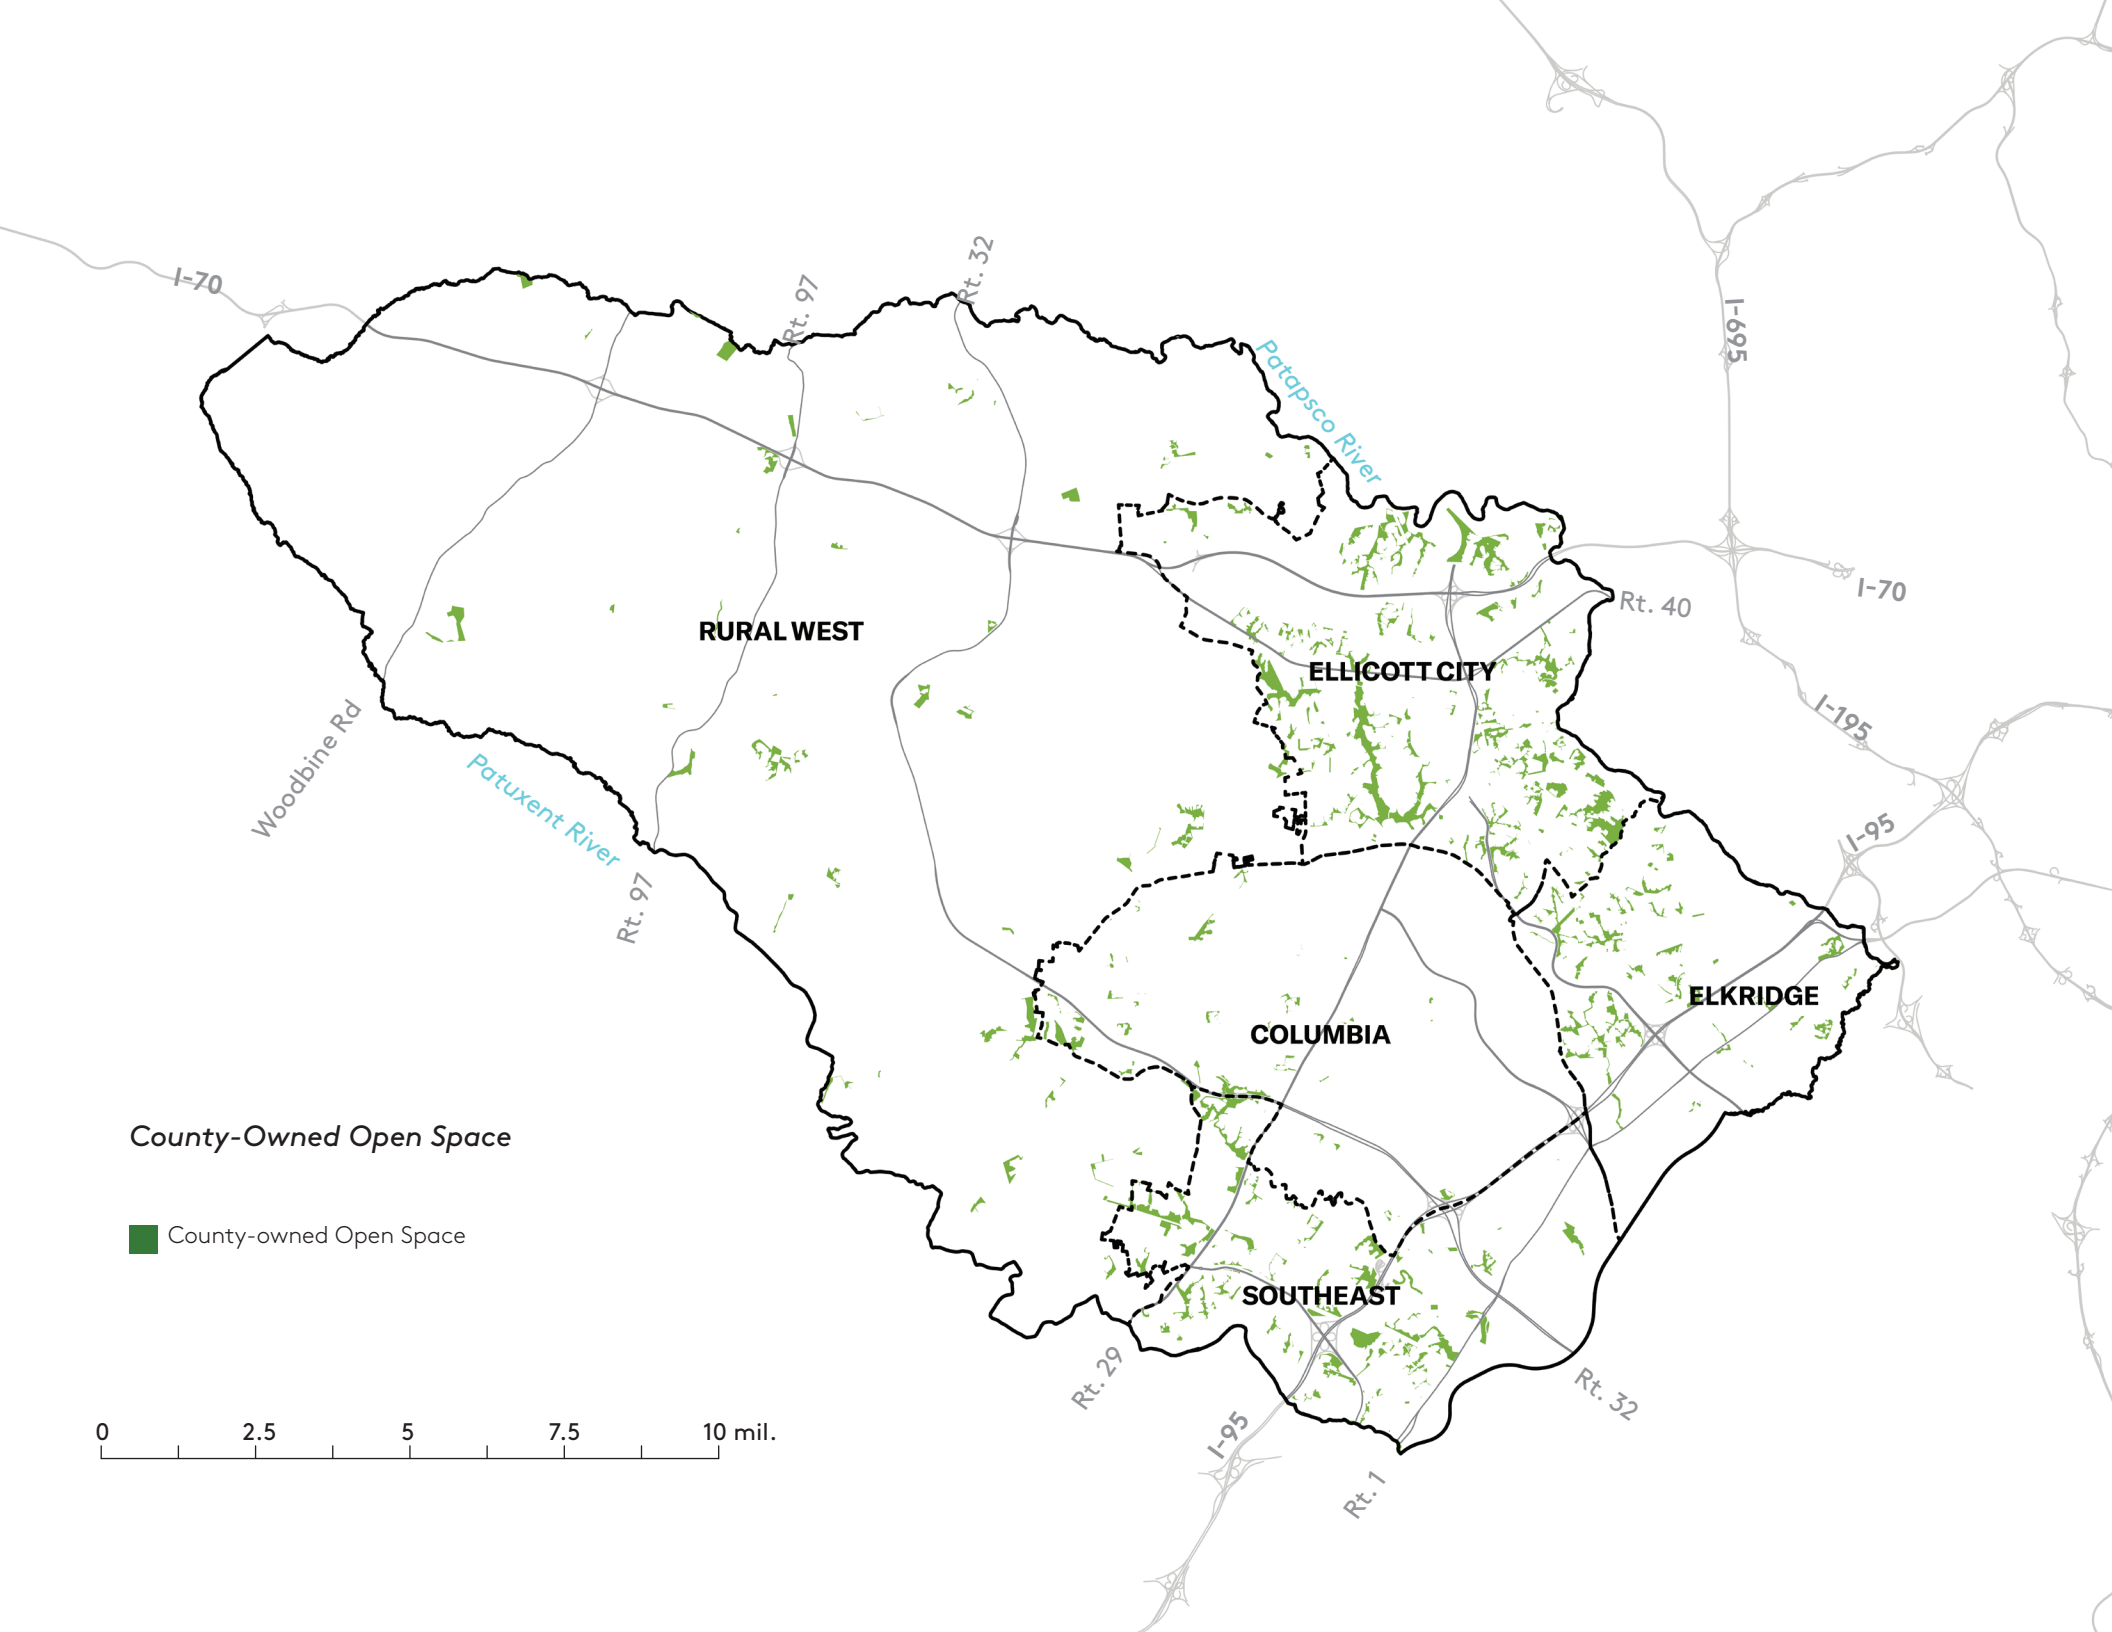 Rt. 32
I-70
Rt. 97
I-695
Patapsco River
I-70
Rt. 40
RURAL WEST
ELLICOTT CITY
I-195
Woodbine Rd
Patuxent River
I-95
Rt. 97
ELKRIDGE
COLUMBIA
County-Owned Open Space
County-owned Open Space
SOUTHEAST
Rt. 29
Rt. 32
0 2.5 5 7.5 10 mil.
I-95
Rt. 1